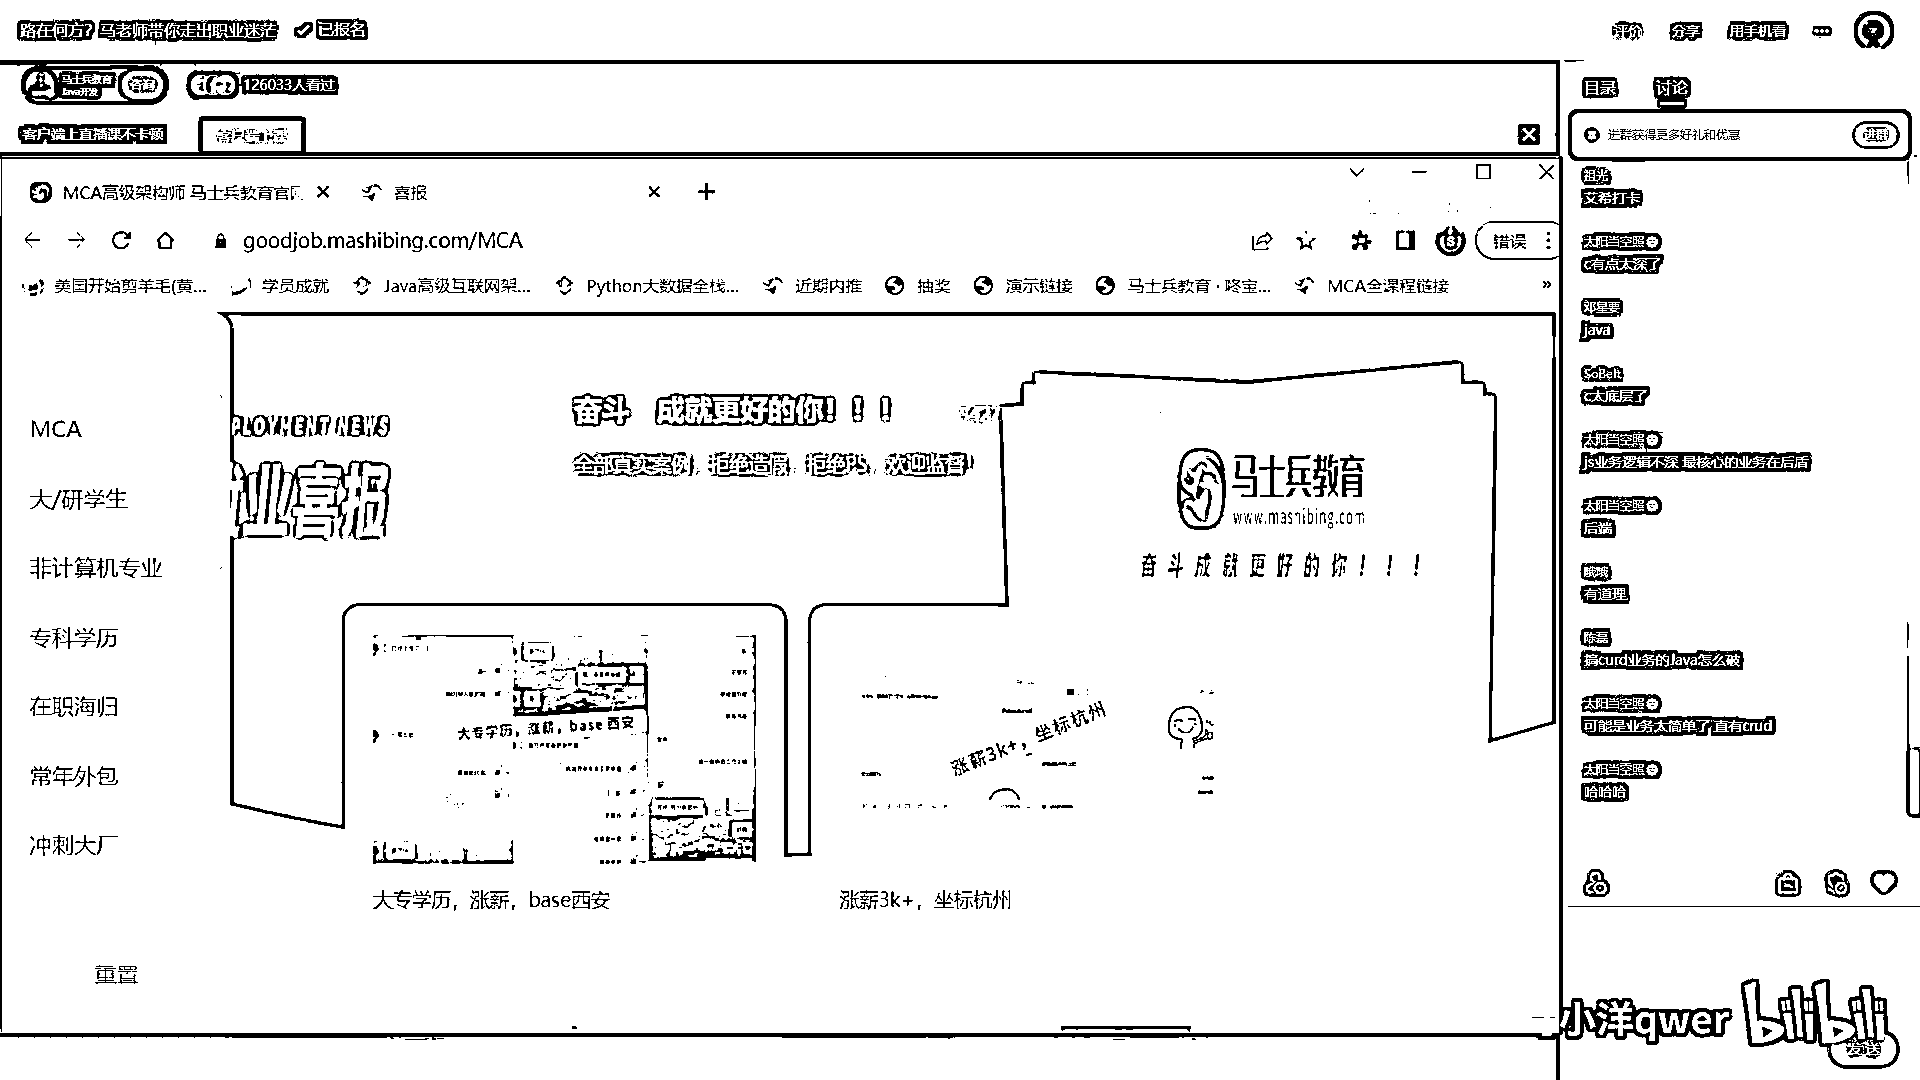 路在何方？马老师带你走出职业迷茫 已报名
评价 分享 用手机看
马士兵教育
Java开发
咨询
126033人看过
客户端上直播课不卡顿
目录 讨论
进群获得更多好礼和优惠 进群
MCA高级架构师 马士兵教育官网
喜报
goodjob.mashibing.com/MCA
错误
美国开始剪羊毛(黄...
学员成就
Java高级互联网架...
Python大数据全栈...
近期内推
抽奖
演示链接
马士兵教育·咚宝...
MCA全课程链接
MCA
大/研学生
非计算机专业
专科学历
在职海归
常年外包
冲刺大厂
重置
PLOYMENT NEWS
业喜报
奋斗 成就更好的你！！！
全部真实案例，拒绝造假，拒绝PS，欢迎监督！
马士兵教育
www.mashibing.com
奋斗成就更好的你！！！
大专学历，涨薪，base西安
涨薪3k+，坐标杭州
大专学历，涨薪，base西安
涨薪3k+，坐标杭州
祖光
艾希打卡
太阳当空照
c有点太深了
邓星要
java
SoBelt
c太底层了
太阳当空照
js业务逻辑不深 最核心的业务在后盾
太阳当空照
后端
有道理
陈磊
搞curd业务的Java怎么破
太阳当空照
可能是业务太简单了 直有crud
太阳当空照
哈哈哈
小洋qwer bilibili
发送